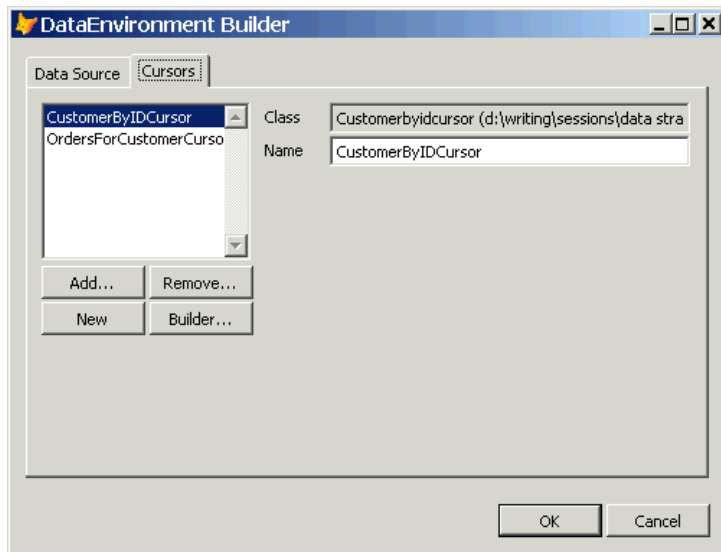 DataEnvironment Builder
Data Source Cursors
CustomerByIDCursor
OrdersForCustomerCurso
Class Customerbyidcursor (d:\writing\sessions\data stra
Name CustomerByIDCursor
Add... Remove...
New Builder...
OK Cancel